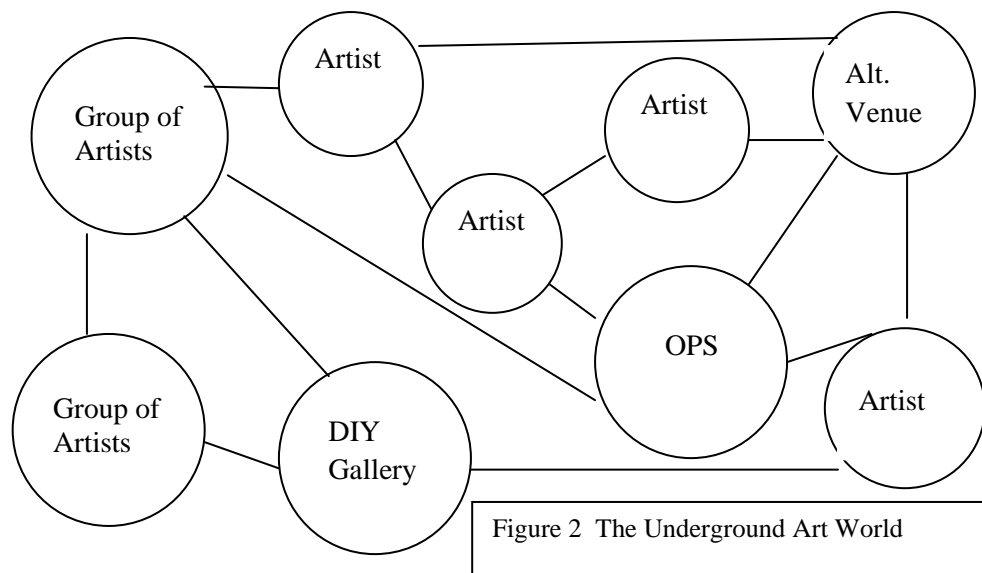 Artist
Alt.
Venue
Artist
Group of
Artists
Artist
OPS
Group of
Artists
Artist
DIY
Gallery
Figure 2  The Underground Art World